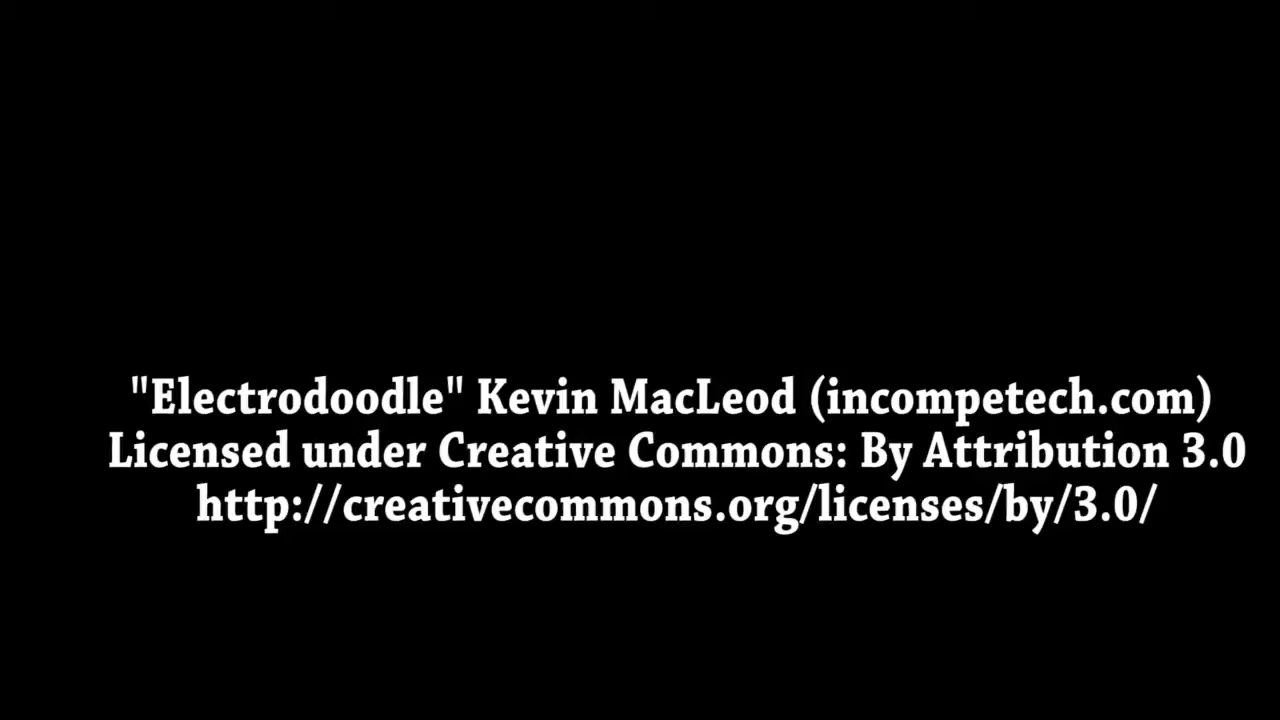 "Electrodoodle" Kevin MacLeod (incompetech.com)
Licensed under Creative Commons: By Attribution 3.0
http://creativecommons.org/licenses/by/3.0/